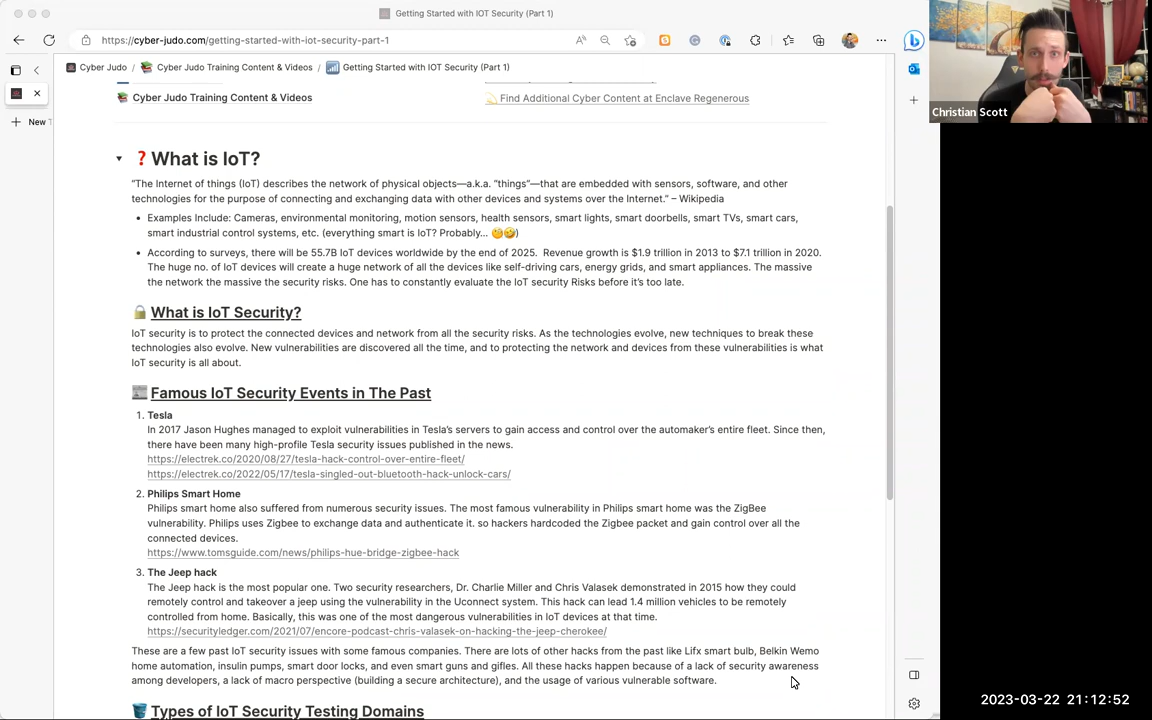 Getting Started with IOT Security (Part 1)
https://cyber-judo.com/getting-started-with-iot-security-part-1
Christian Scott
Cyber Judo / Cyber Judo Training Content & Videos / Getting Started with IOT Security (Part 1)
Cyber Judo Training Content & Videos
Find Additional Cyber Content at Enclave Regenerous
New
What is IoT?
"The Internet of things (IoT) describes the network of physical objects—a.k.a. "things"—that are embedded with sensors, software, and other
technologies for the purpose of connecting and exchanging data with other devices and systems over the Internet." – Wikipedia
• Examples Include: Cameras, environmental monitoring, motion sensors, health sensors, smart lights, smart doorbells, smart TVs, smart cars,
smart industrial control systems, etc. (everything smart is IoT? Probably... 🧐🤣)
• According to surveys, there will be 55.7B IoT devices worldwide by the end of 2025. Revenue growth is $1.9 trillion in 2013 to $7.1 trillion in 2020.
The huge no. of IoT devices will create a huge network of all the devices like self-driving cars, energy grids, and smart appliances. The massive
the network the massive the security risks. One has to constantly evaluate the IoT security Risks before it's too late.
What is IoT Security?
IoT security is to protect the connected devices and network from all the security risks. As the technologies evolve, new techniques to break these
technologies also evolve. New vulnerabilities are discovered all the time, and to protecting the network and devices from these vulnerabilities is what
IoT security is all about.
Famous IoT Security Events in The Past
1. Tesla
In 2017 Jason Hughes managed to exploit vulnerabilities in Tesla's servers to gain access and control over the automaker's entire fleet. Since then,
there have been many high-profile Tesla security issues published in the news.
https://electrek.co/2020/08/27/tesla-hack-control-over-entire-fleet/
https://electrek.co/2022/05/17/tesla-singled-out-bluetooth-hack-unlock-cars/
2. Philips Smart Home
Philips smart home also suffered from numerous security issues. The most famous vulnerability in Philips smart home was the ZigBee
vulnerability. Philips uses Zigbee to exchange data and authenticate it. so hackers hardcoded the Zigbee packet and gain control over all the
connected devices.
https://www.tomsguide.com/news/philips-hue-bridge-zigbee-hack
3. The Jeep hack
The Jeep hack is the most popular one. Two security researchers, Dr. Charlie Miller and Chris Valasek demonstrated in 2015 how they could
remotely control and takeover a jeep using the vulnerability in the Uconnect system. This hack can lead 1.4 million vehicles to be remotely
controlled from home. Basically, this was one of the most dangerous vulnerabilities in IoT devices at that time.
https://securityledger.com/2021/07/encore-podcast-chris-valasek-on-hacking-the-jeep-cherokee/
These are a few past IoT security issues with some famous companies. There are lots of other hacks from the past like Lifx smart bulb, Belkin Wemo
home automation, insulin pumps, smart door locks, and even smart guns and gifles. All these hacks happen because of a lack of security awareness
among developers, a lack of macro perspective (building a secure architecture), and the usage of various vulnerable software.
Types of IoT Security Testing Domains
2023-03-22 21:12:52